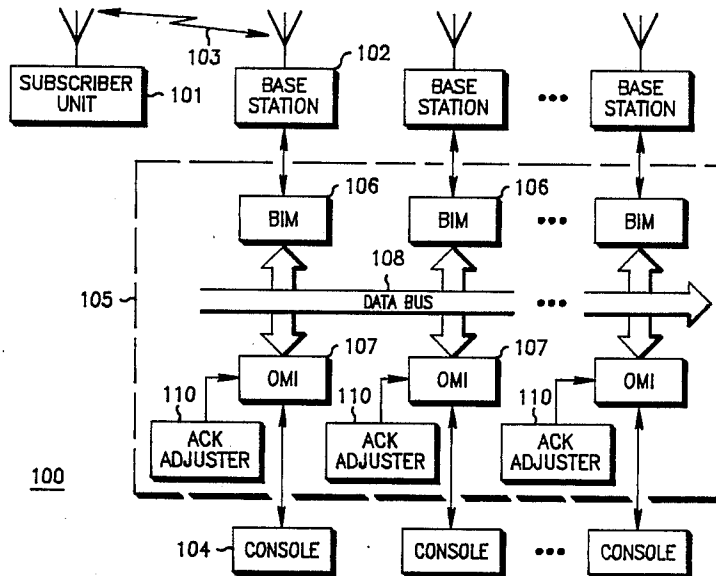 103
102
SUBSCRIBER
UNIT
101
BASE
STATION
BASE
STATION
BASE
STATION
106
106
BIM
BIM
BIM
108
105
DATA BUS
107
107
OMI
OMI
OMI
110
110
110
ACK
ADJUSTER
ACK
ADJUSTER
ACK
ADJUSTER
100
104
CONSOLE
CONSOLE
CONSOLE